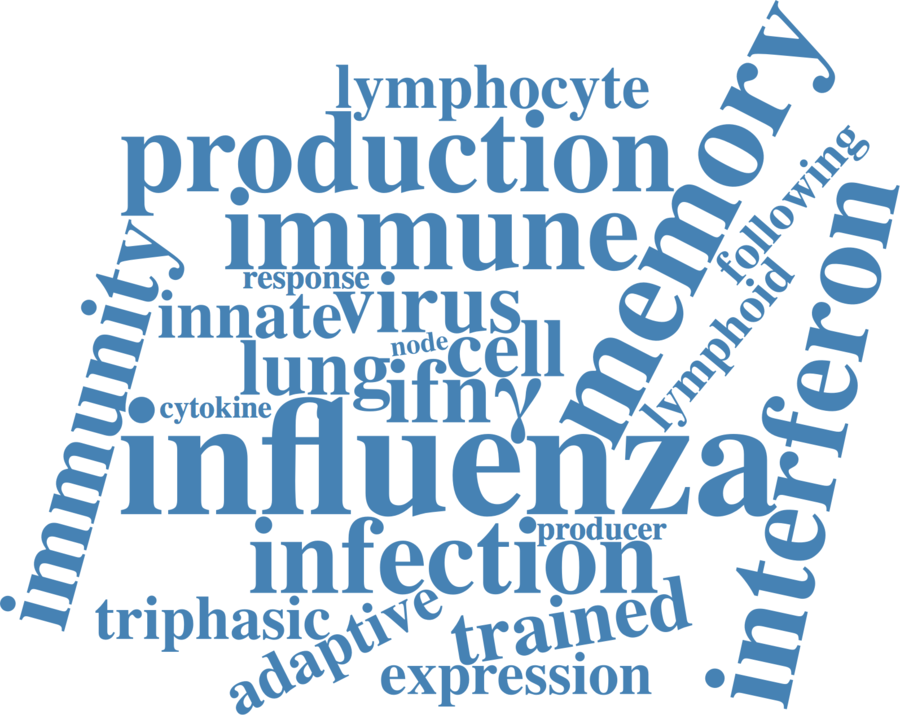 lymphocyte
production
memory
immune
following
response
immunity
innate
virus
lymphoid
interferon
node
cell
lung
ifnγ
cytokine
influenza
producer
infection
triphasic
adaptive
trained
expression